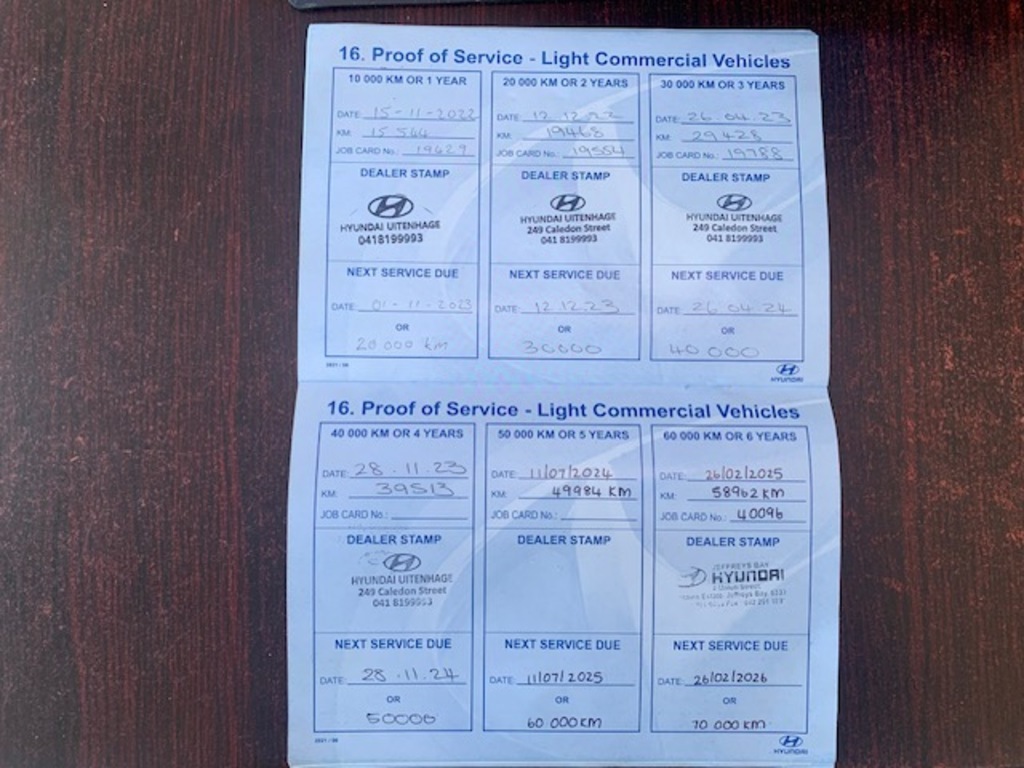 16. Proof of Service - Light Commercial Vehicles
10 000 KM OR 1 YEAR
DATE: 15-11-2022
KM: 15 544
JOB CARD No.: 19429
DEALER STAMP
HYUNDAI UITENHAGE
0418199993
NEXT SERVICE DUE
DATE: 01-11-2023
OR
20 000 km
20 000 KM OR 2 YEARS
DATE: 12.12.22
KM: 19468
JOB CARD No.: 19554
DEALER STAMP
HYUNDAI UITENHAGE
249 Caledon Street
041 8199993
NEXT SERVICE DUE
DATE: 12.12.23
OR
30000
30 000 KM OR 3 YEARS
DATE: 26.04.23
KM: 29428
JOB CARD No.: 19788
DEALER STAMP
HYUNDAI UITENHAGE
249 Caledon Street
041 8199993
NEXT SERVICE DUE
DATE: 26.04.24
OR
40 000
HYUNDAI
16. Proof of Service - Light Commercial Vehicles
40 000 KM OR 4 YEARS
DATE: 28.11.23
KM: 39513
JOB CARD No.:
DEALER STAMP
HYUNDAI UITENHAGE
249 Caledon Street
041 8199993
NEXT SERVICE DUE
DATE: 28.11.24
OR
50000
50 000 KM OR 5 YEARS
DATE: 11/07/2024
KM: 49984 KM
JOB CARD No.:
DEALER STAMP
NEXT SERVICE DUE
DATE: 11/07/2025
OR
60 000KM
60 000 KM OR 6 YEARS
DATE: 26/02/2025
KM: 58962 KM
JOB CARD No.: 40096
DEALER STAMP
JEFFREYS BAY
HYUNDAI
Jeffreys Bay
NEXT SERVICE DUE
DATE: 26/02/2026
OR
70 000 KM
HYUNDAI